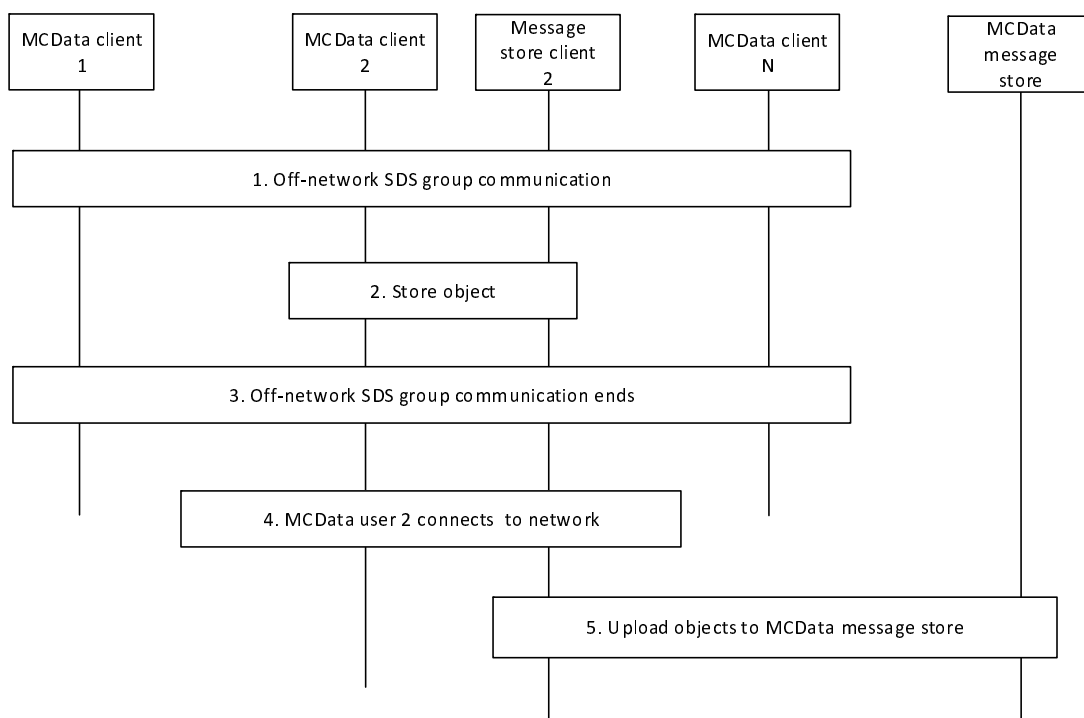 MCData client
1
MCData client
2
Message
store client
2
MCData client
N
MCData
message
store
1. Off-network SDS group communication
2. Store object
3. Off-network SDS group communication ends
4. MCData user 2 connects to network
5. Upload objects to MCData message store